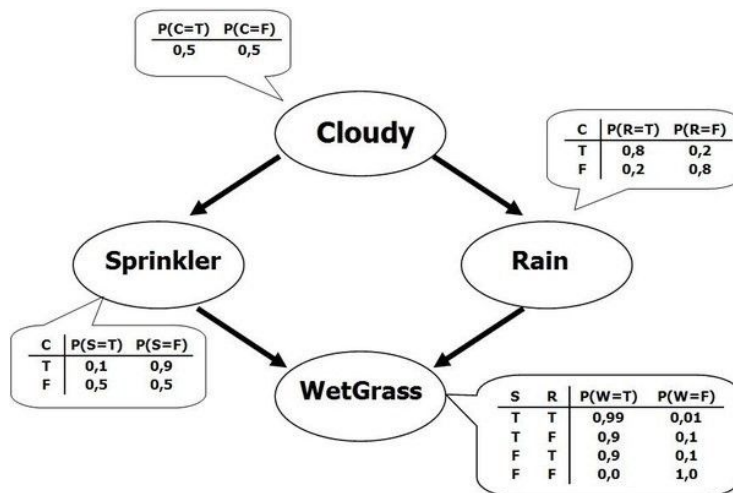 P(C=T) P(C=F)
0,5 0,5
Cloudy
C P(R=T) P(R=F)
T 0,8 0,2
F 0,2 0,8
Sprinkler
Rain
C P(S=T) P(S=F)
T 0,1 0,9
F 0,5 0,5
WetGrass
S R P(W=T) P(W=F)
T T 0,99 0,01
T F 0,9 0,1
F T 0,9 0,1
F F 0,0 1,0